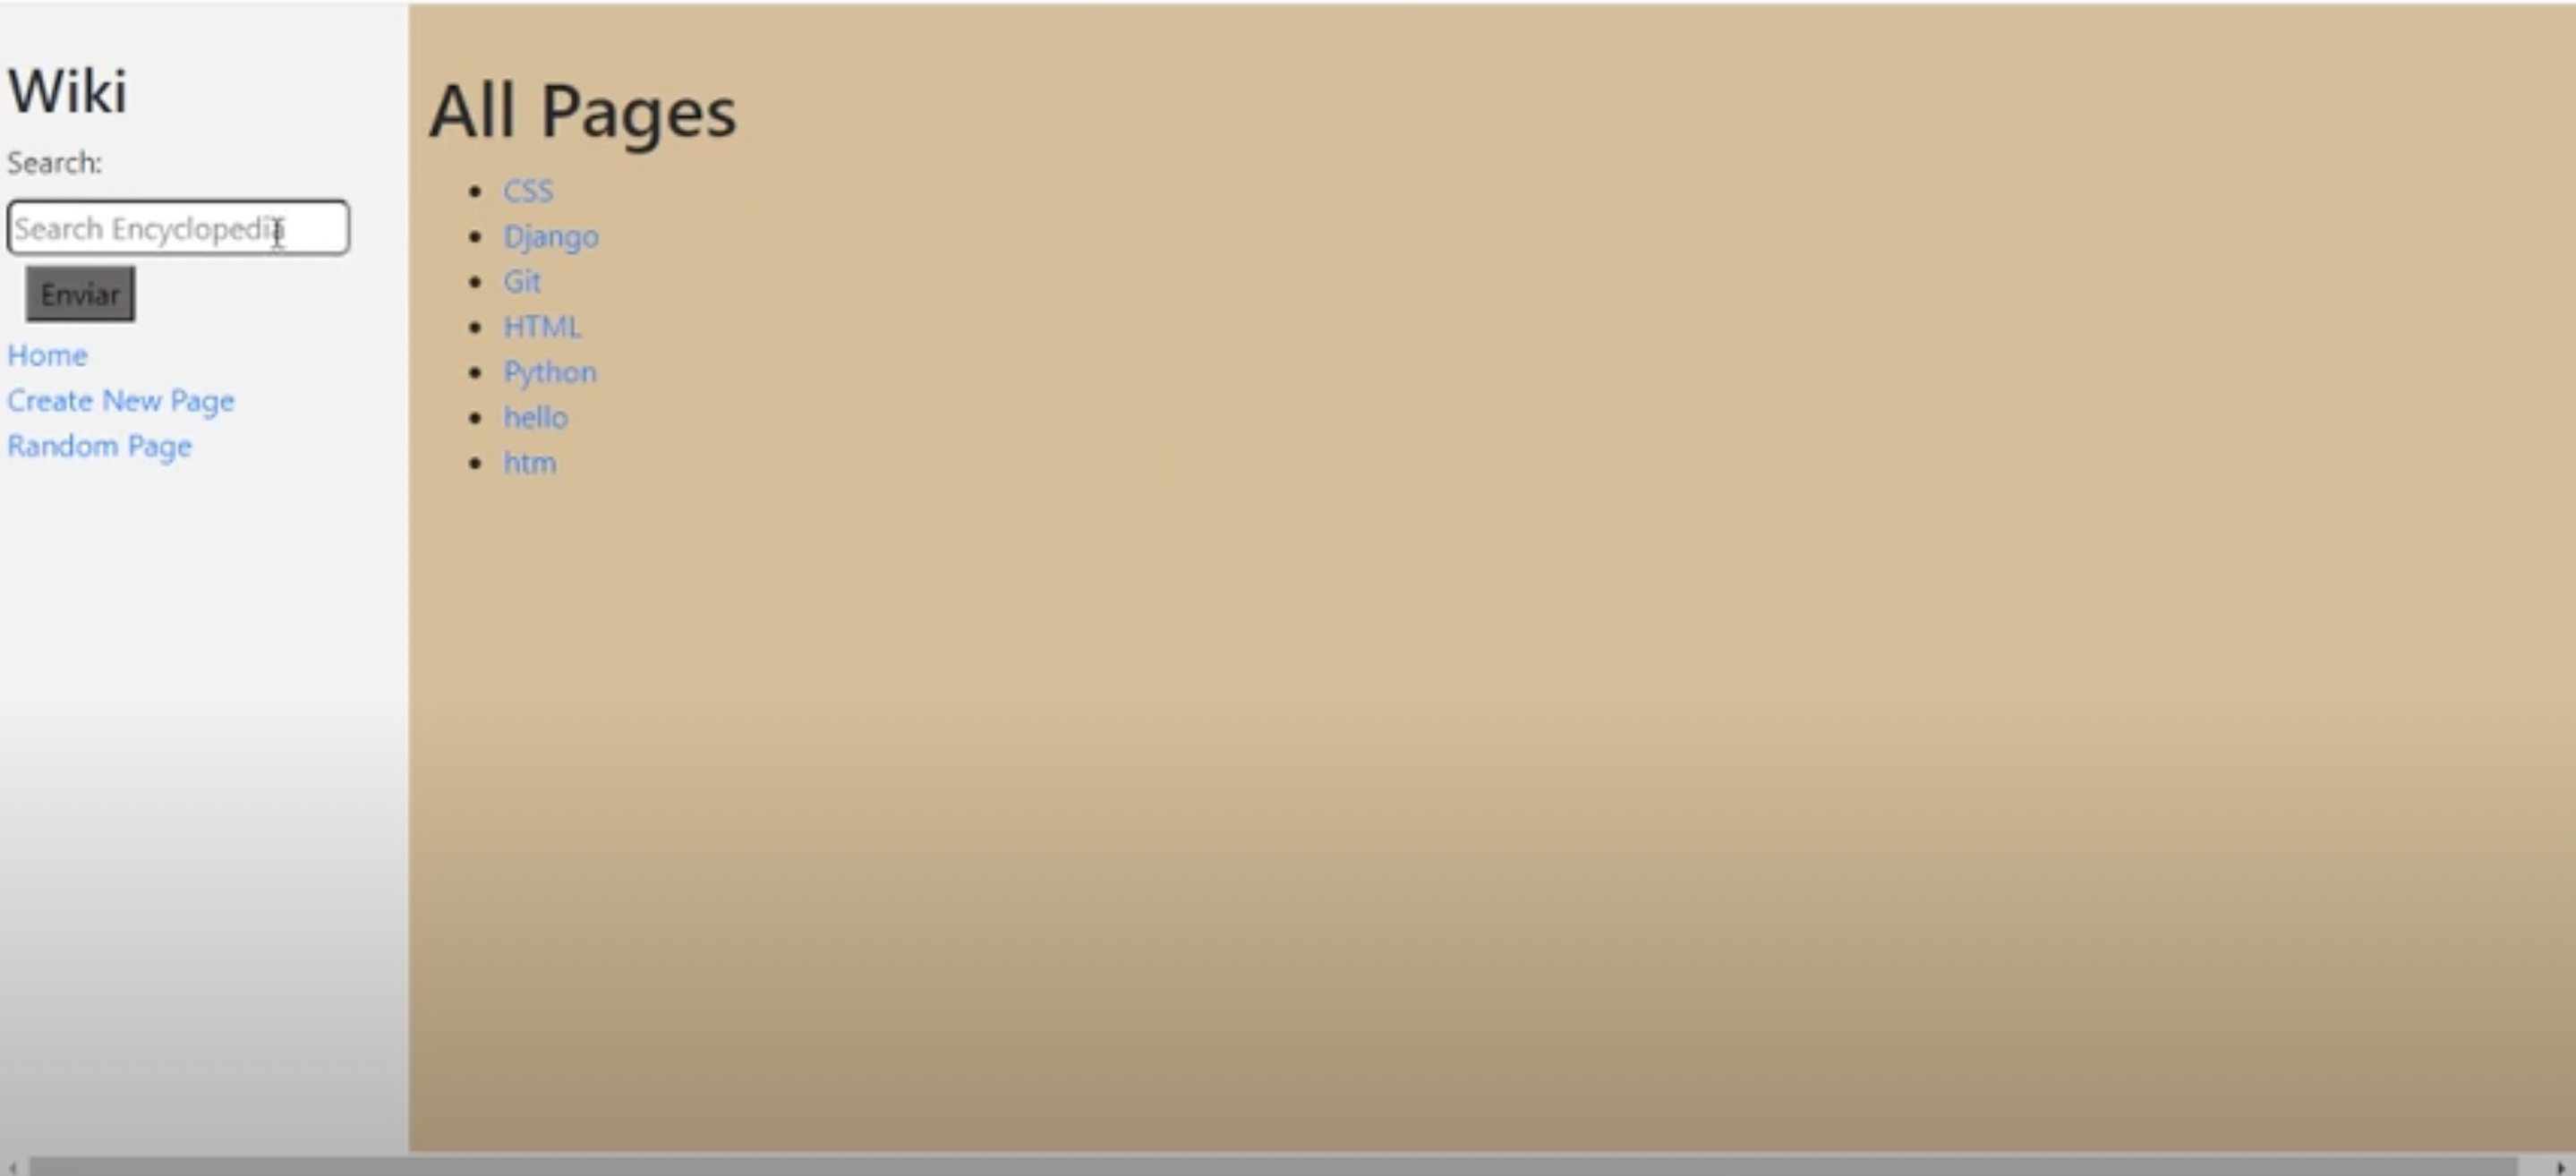 Wiki
Search:
Search Encyclopedia
Enviar
Home
Create New Page
Random Page
All Pages
CSS
Django
Git
HTML
Python
hello
htm